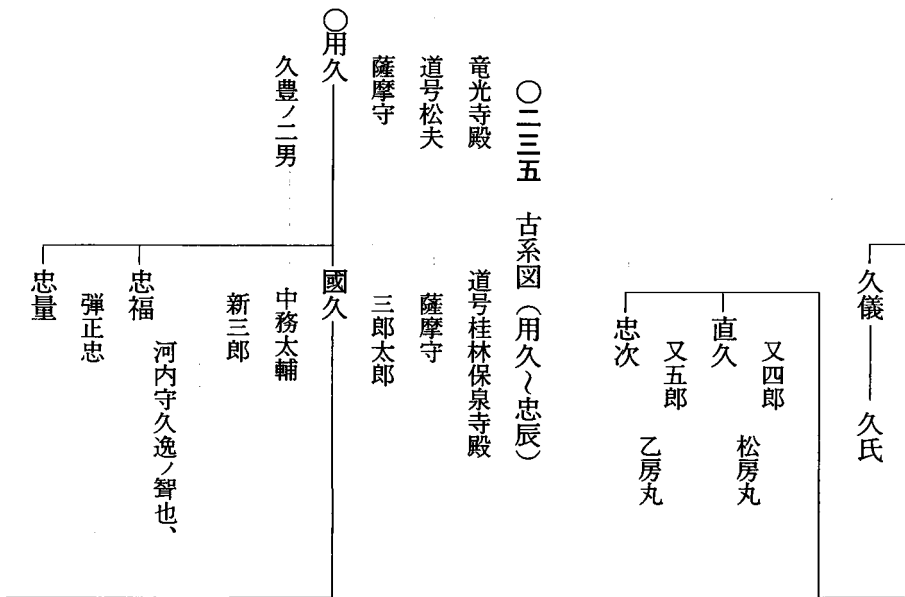 久儀
久氏
又四郎
松房丸
直久
又五郎
乙房丸
忠次
〇二三五 古系図（用久～忠辰）
竜光寺殿
道号松夫
薩摩守
〇用久
久豊ノ二男
道号桂林保泉寺殿
薩摩守
三郎太郎
國久
中務太輔
新三郎
河内守久逸ノ聟也、
忠福
弾正忠
忠量